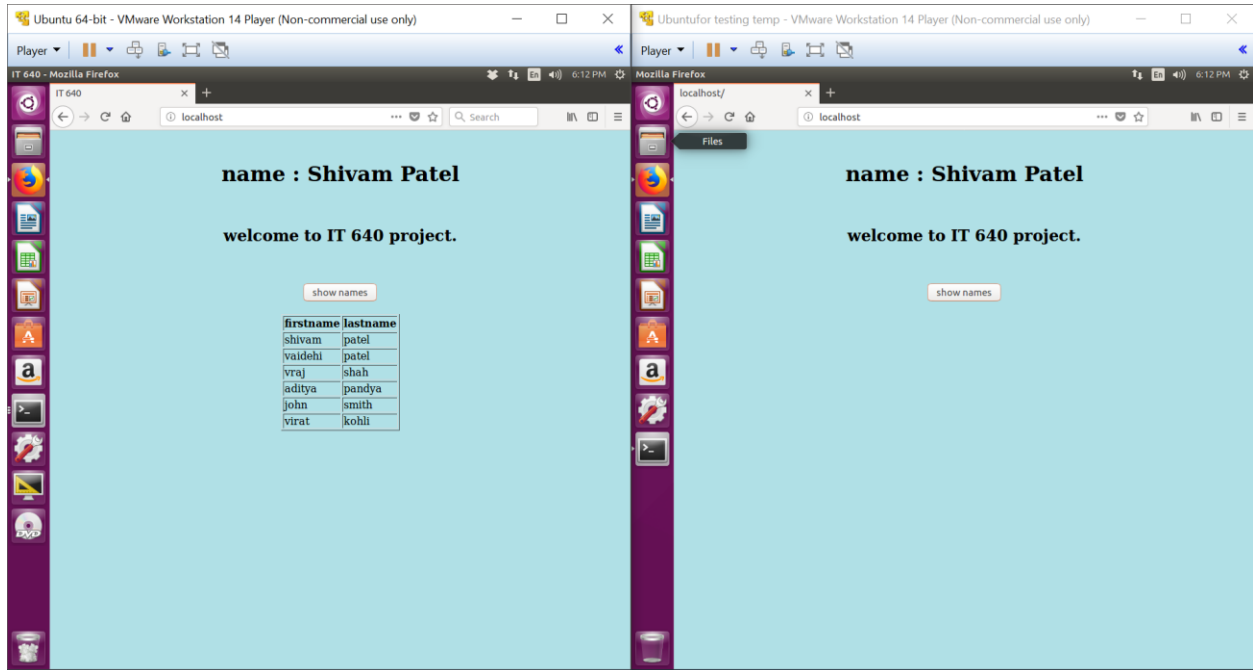 Ubuntu 64-bit - VMware Workstation 14 Player (Non-commercial use only)
Player
IT 640 - Mozilla Firefox
En
6:12 PM
IT 640
localhost
Search
name : Shivam Patel
welcome to IT 640 project.
show names
firstname lastname
shivam patel
vaidehi patel
vraj shah
aditya pandya
john smith
virat kohli
A
a
>_
DVD
Ubuntufor testing temp - VMware Workstation 14 Player (Non-commercial use only)
Player
Mozilla Firefox
En
6:12 PM
localhost/
localhost
Files
name : Shivam Patel
welcome to IT 640 project.
show names
A
a
>_